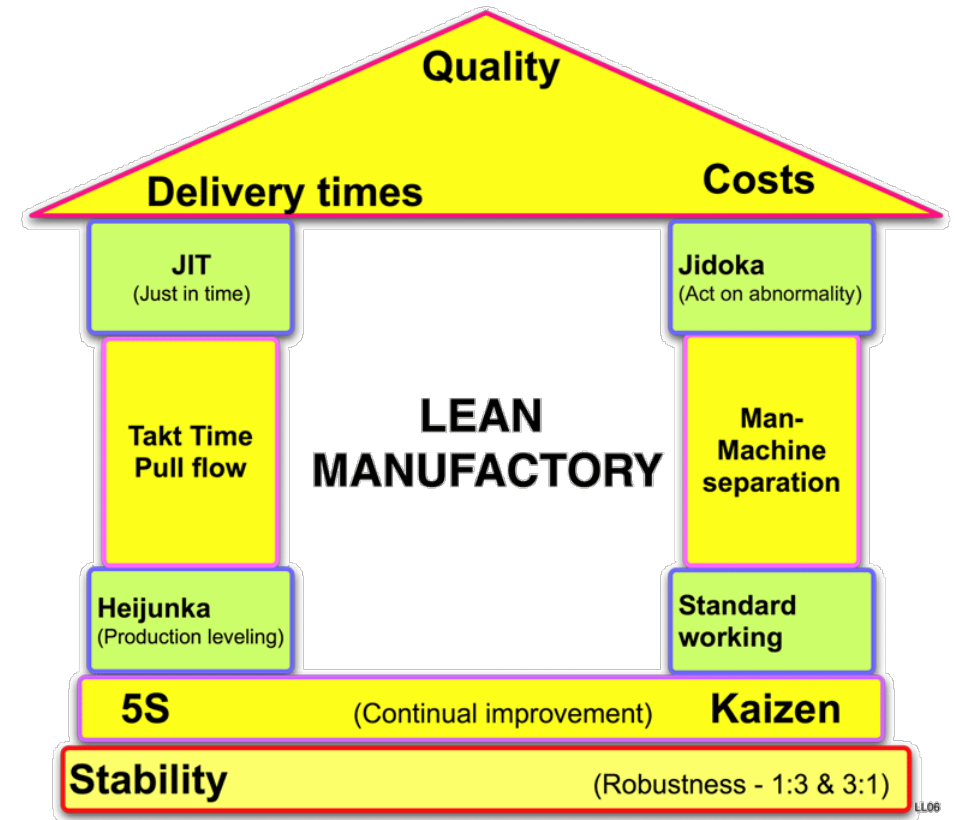 Quality
Delivery times
Costs
JIT
(Just in time)
Jidoka
(Act on abnormality)
Takt Time
Pull flow
LEAN
MANUFACTORY
Man-
Machine
separation
Heijunka
(Production leveling)
Standard
working
5S (Continual improvement) Kaizen
Stability (Robustness - 1:3 & 3:1)
LL06